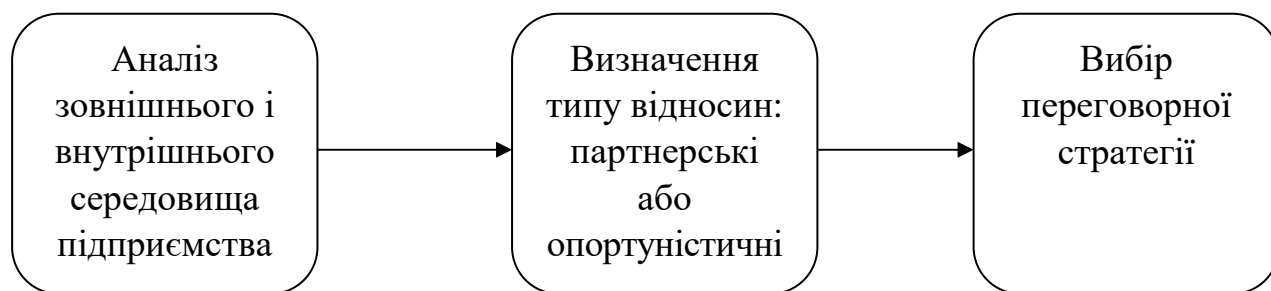 Аналіз
зовнішнього і
внутрішнього
середовища
підприємства
Визначення
типу відносин:
партнерські
або
опортуністичні
Вибір
переговорної
стратегії